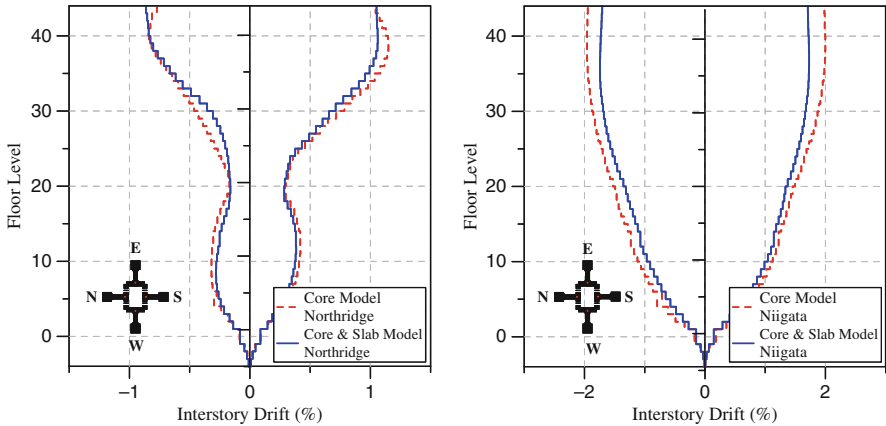 40
30
20
10
0
Floor Level
E
N
S
W
Core Model
Northridge
Core & Slab Model
Northridge
−1
0
1
Interstory Drift (%)
40
30
20
10
0
Floor Level
E
N
S
W
Core Model
Niigata
Core & Slab Model
Niigata
−2
0
2
Interstory Drift (%)